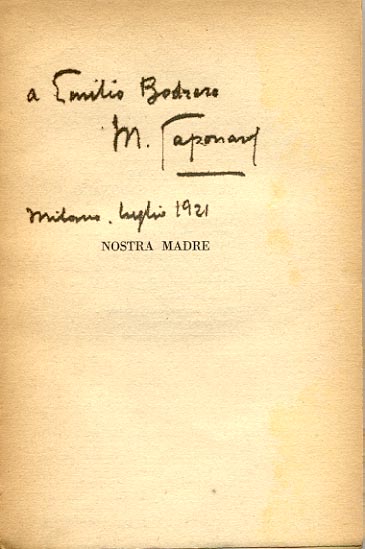 a Emilio Bodrero
M. Saponaro
Milano, luglio 1921
NOSTRA MADRE